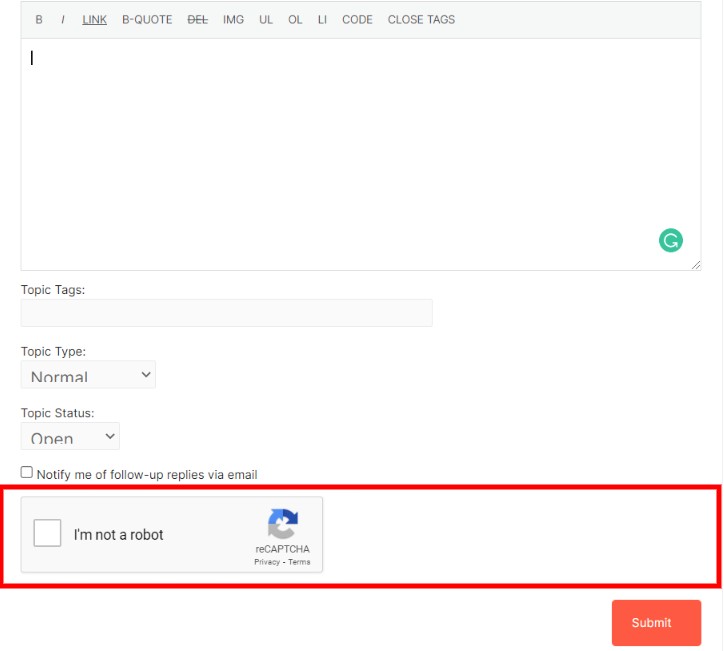 B I LINK B-QUOTE DEL IMG UL OL LI CODE CLOSE TAGS
Topic Tags:
Topic Type:
Normal
Topic Status:
Open
Notify me of follow-up replies via email
I'm not a robot
reCAPTCHA
Privacy - Terms
Submit